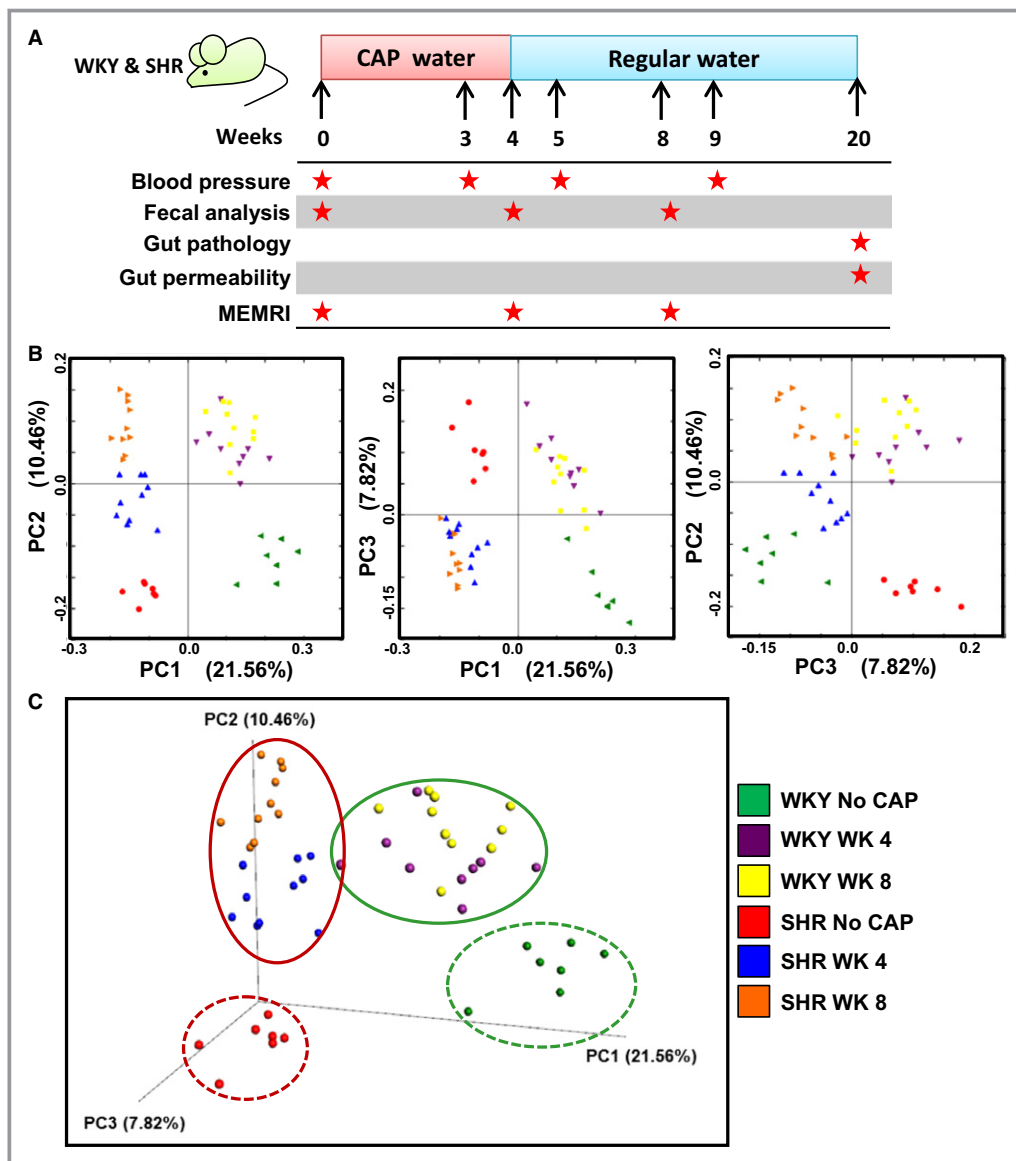 A
WKY & SHR
CAP water
Regular water
Weeks 0 3 4 5 8 9 20
Blood pressure
Fecal analysis
Gut pathology
Gut permeability
MEMRI
B
PC2 (10.46%)
0.2
0.0
-0.2
-0.3 0.0 0.3
PC1 (21.56%)
PC3 (7.82%)
0.2
0.0
-0.15
-0.3 0.0 0.3
PC1 (21.56%)
PC2 (10.46%)
0.2
0.0
-0.2
-0.15 0.0 0.2
PC3 (7.82%)
C
PC2 (10.46%)
PC1 (21.56%)
PC3 (7.82%)
WKY No CAP
WKY WK 4
WKY WK 8
SHR No CAP
SHR WK 4
SHR WK 8